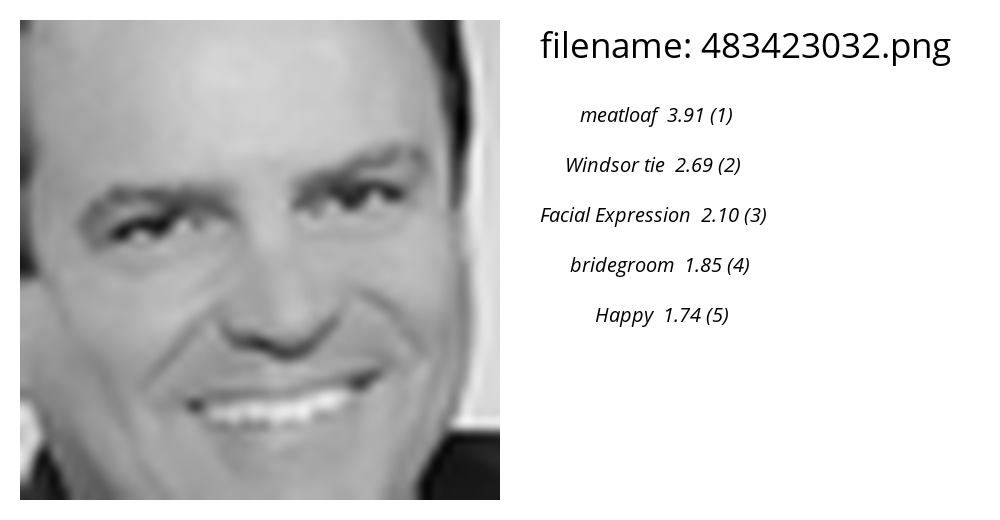 filename: 483423032.png
meatloaf 3.91 (1)
Windsor tie 2.69 (2)
Facial Expression 2.10 (3)
bridegroom 1.85 (4)
Happy 1.74 (5)